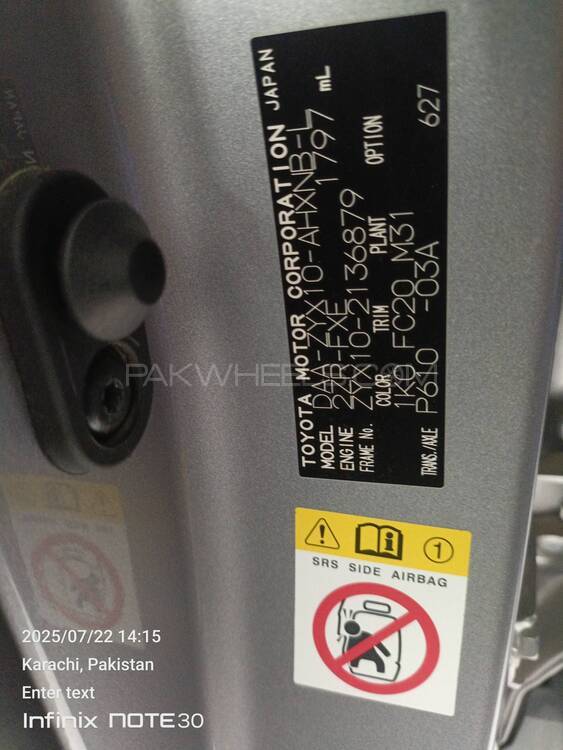 TOYOTA MOTOR CORPORATION JAPAN
MODEL DAA-ZYX10-AHXNB-L
ENGINE 2ZR-FXE 1797 mL
FRAME No. ZYX10-2136879
COLOR TRIM PLANT OPTION
1K0 FC20 M31
TRANS./AXLE P610 -03A 627
PAKWHEELS.COM
1
SRS SIDE AIRBAG
2025/07/22 14:15
Karachi, Pakistan
Enter text
Infinix NOTE30